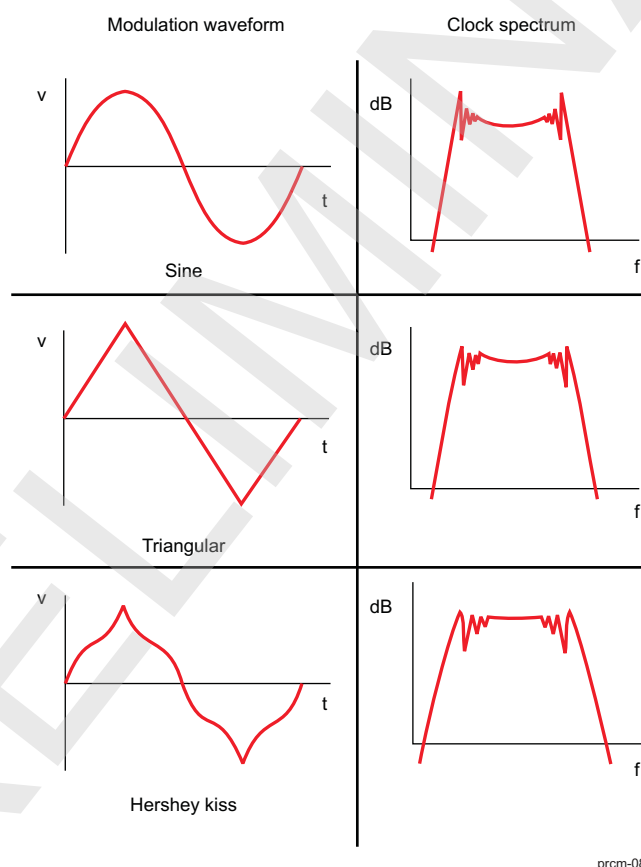 Modulation waveform
Clock spectrum
v
t
Sine
dB
f
v
t
Triangular
dB
f
v
t
Hershey kiss
dB
f